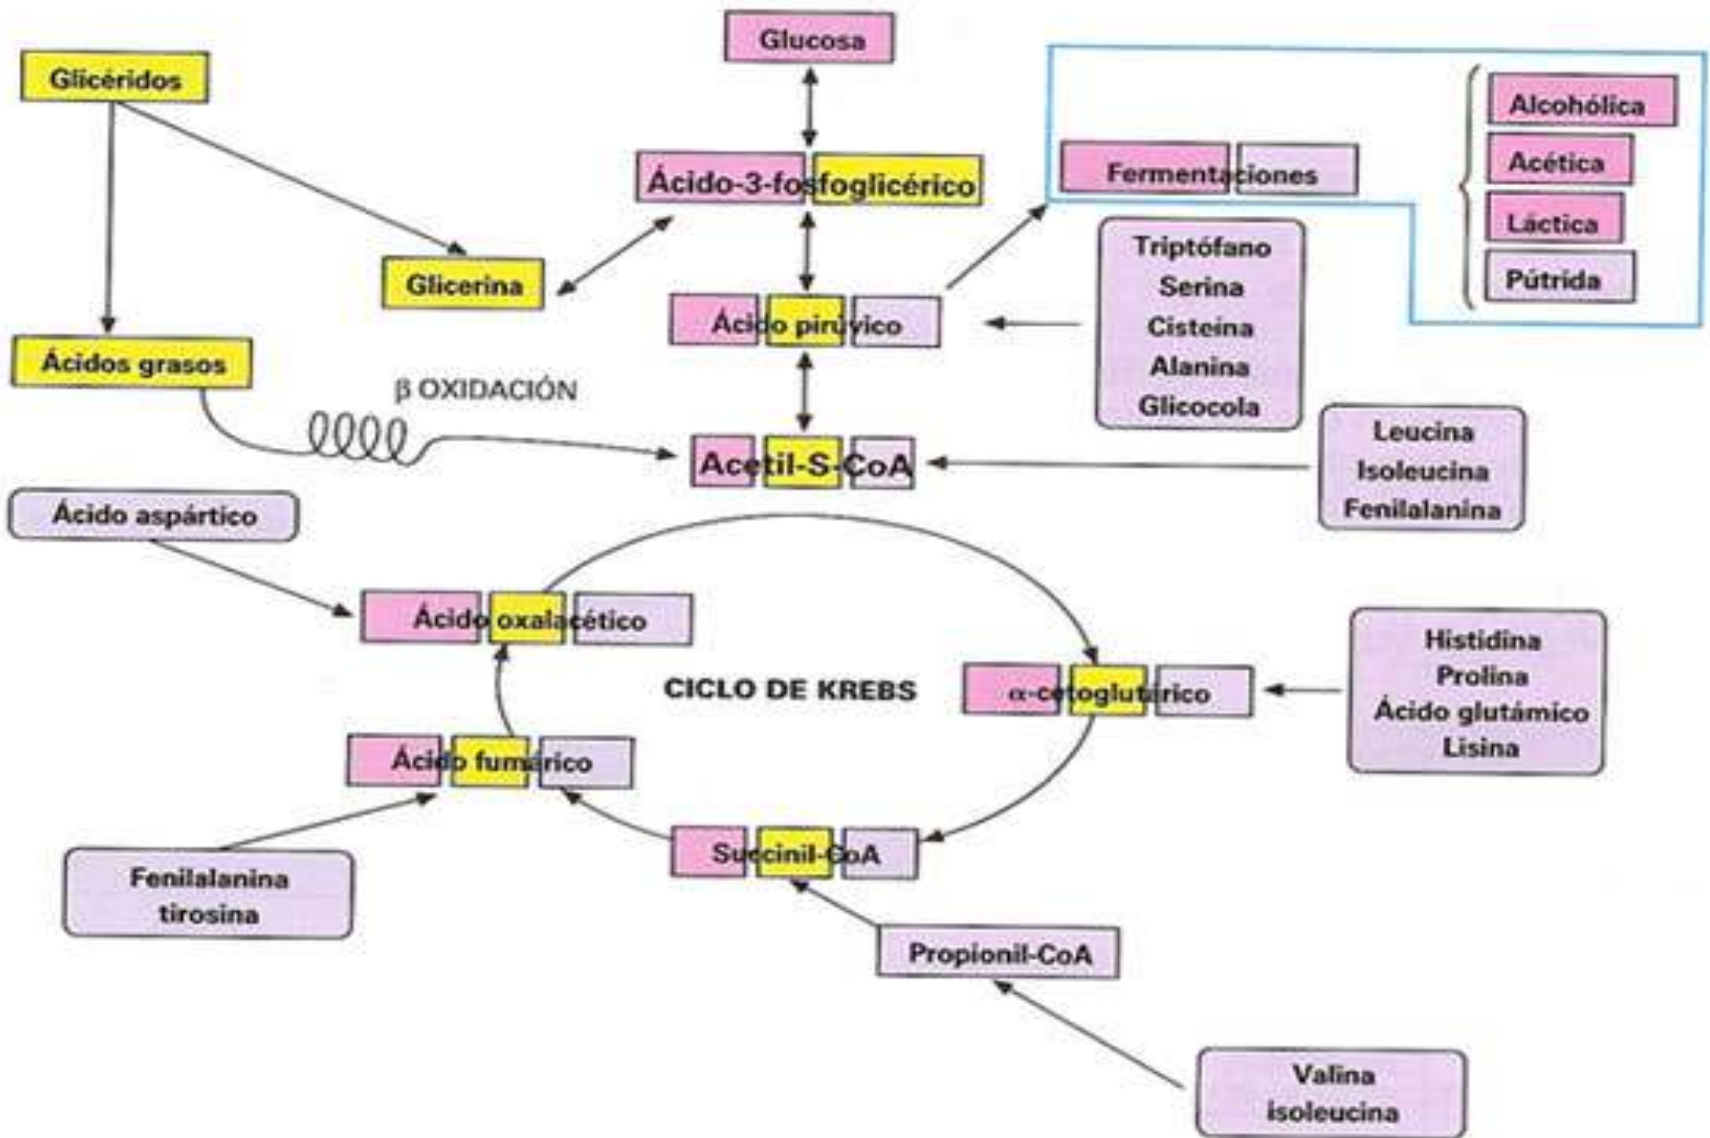 Glucosa
Glicéridos
Alcohólica
Ácido-3-fosfoglicérico
Fermentaciones
Acética
Láctica
Pútrida
Glicerina
Triptófano
Serina
Cisteína
Alanina
Glicocola
Ácido pirúvico
Ácidos grasos
β OXIDACIÓN
Acetil-S-CoA
Leucina
Isoleucina
Fenilalanina
Ácido aspártico
Ácido oxalacético
CICLO DE KREBS
α-cetoglutárico
Histidina
Prolina
Ácido glutámico
Lisina
Ácido fumárico
Succinil-CoA
Fenilalanina
tirosina
Propionil-CoA
Valina
isoleucina